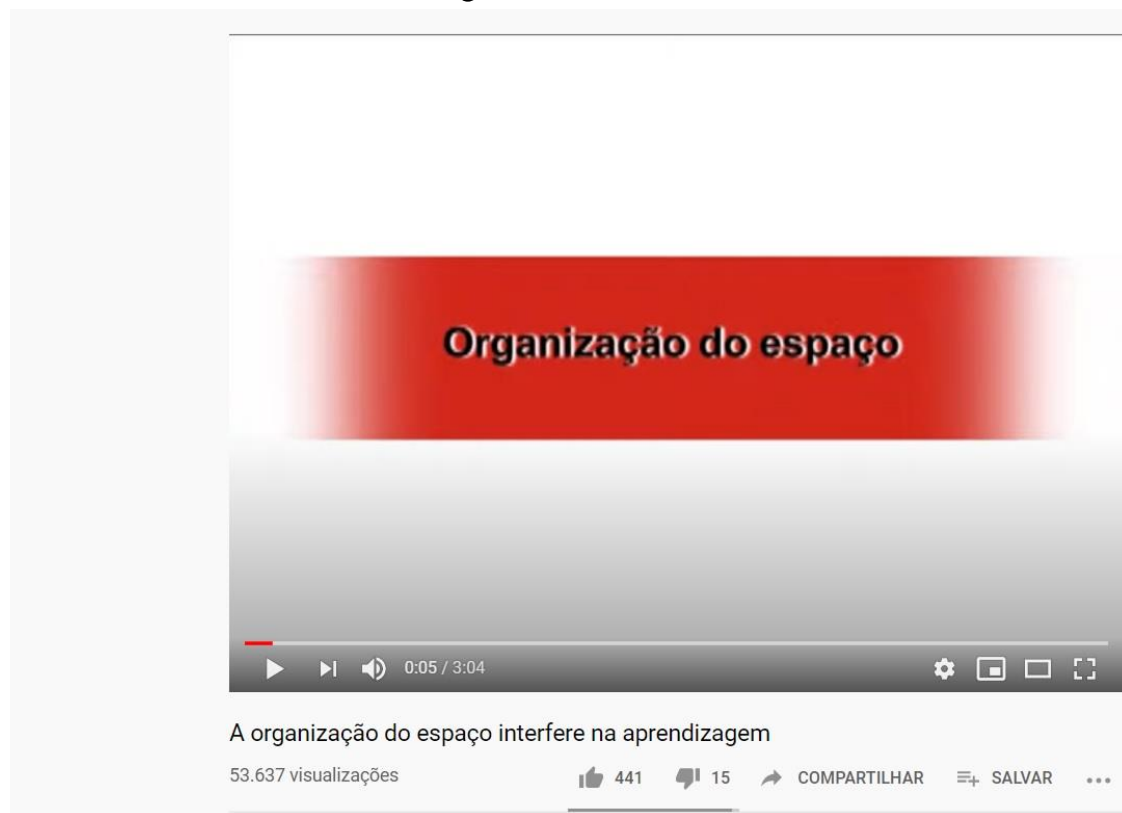 Organização do espaço
0:05 / 3:04
A organização do espaço interfere na aprendizagem
53.637 visualizações 441 15 COMPARTILHAR SALVAR